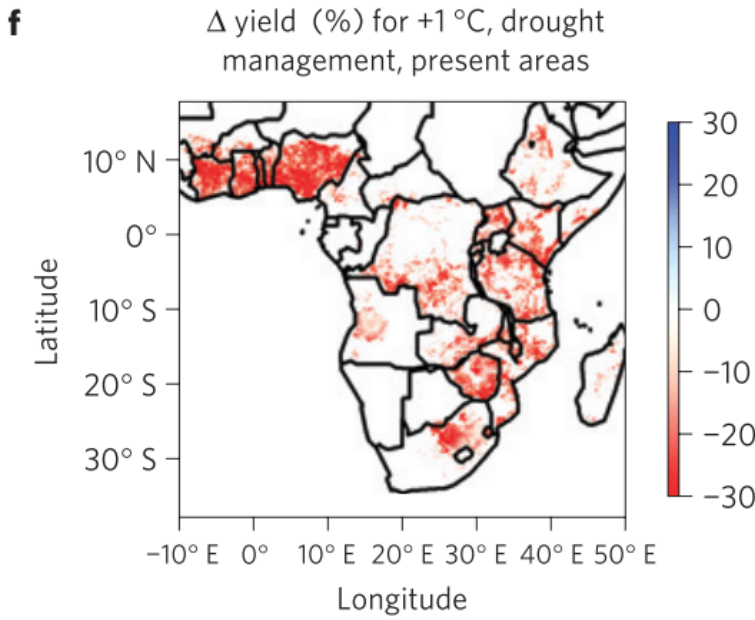 f
Δ yield (%) for +1 °C, drought
management, present areas
10° N
0°
10° S
20° S
30° S
Latitude
−10° E 0° 10° E 20° E 30° E 40° E 50° E
Longitude
30
20
10
0
−10
−20
−30